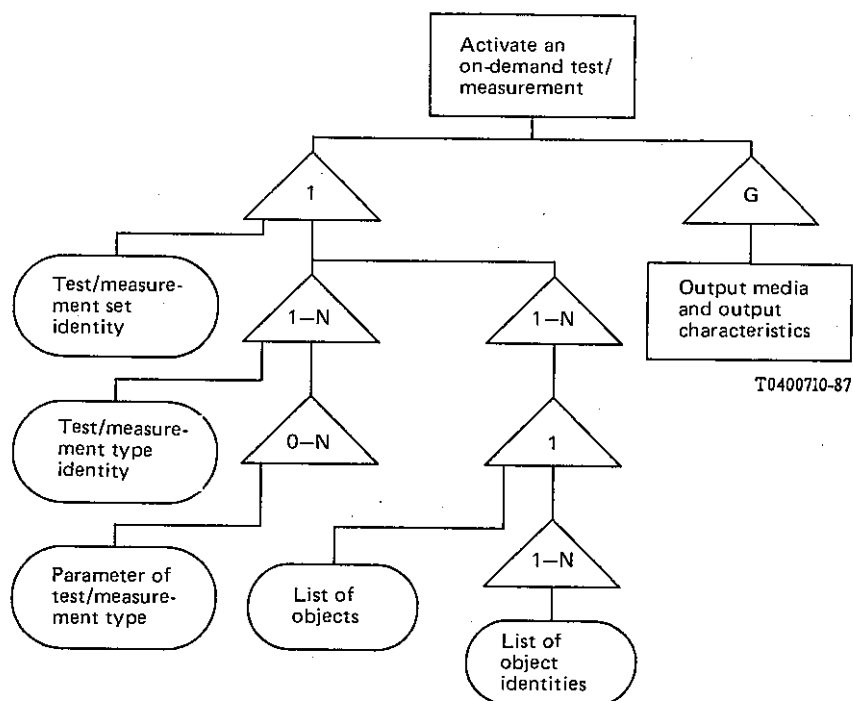 Activate an
on-demand test/
measurement
1
G
Test/measure-
ment set
identity
1–N
1–N
Output media
and output
characteristics
T0400710-87
Test/measure-
ment type
identity
0–N
1
Parameter of
test/measure-
ment type
List of
objects
1–N
List of
object
identities